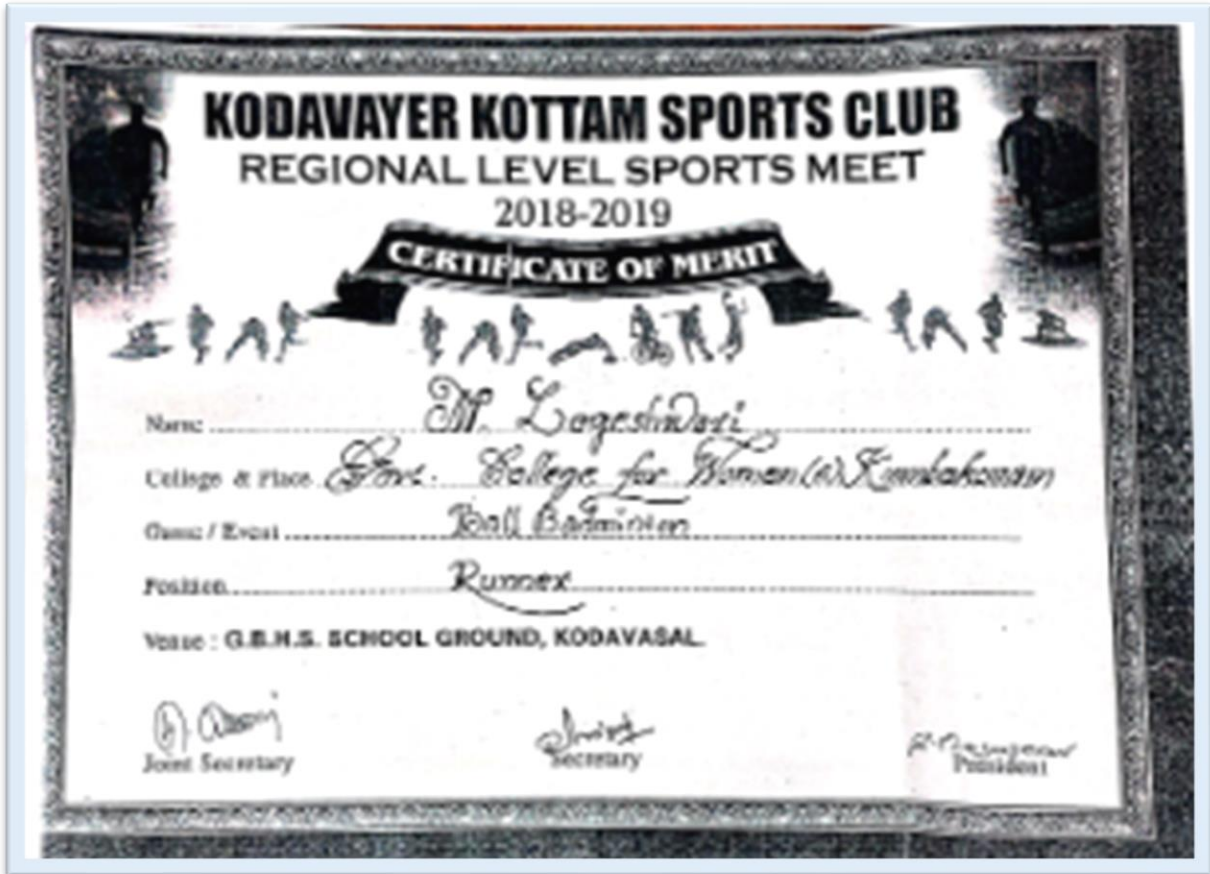 KODAVAYER KOTTAM SPORTS CLUB
REGIONAL LEVEL SPORTS MEET
2018-2019
CERTIFICATE OF MERIT
Name M. Logeshwari
College & Place Govt. College for Women(a) Kumbakonam
Game / Event Ball Badminton
Position Runner
Venue : G.B.H.S. SCHOOL GROUND, KODAVASAL.
Joint Secretary
Secretary
President